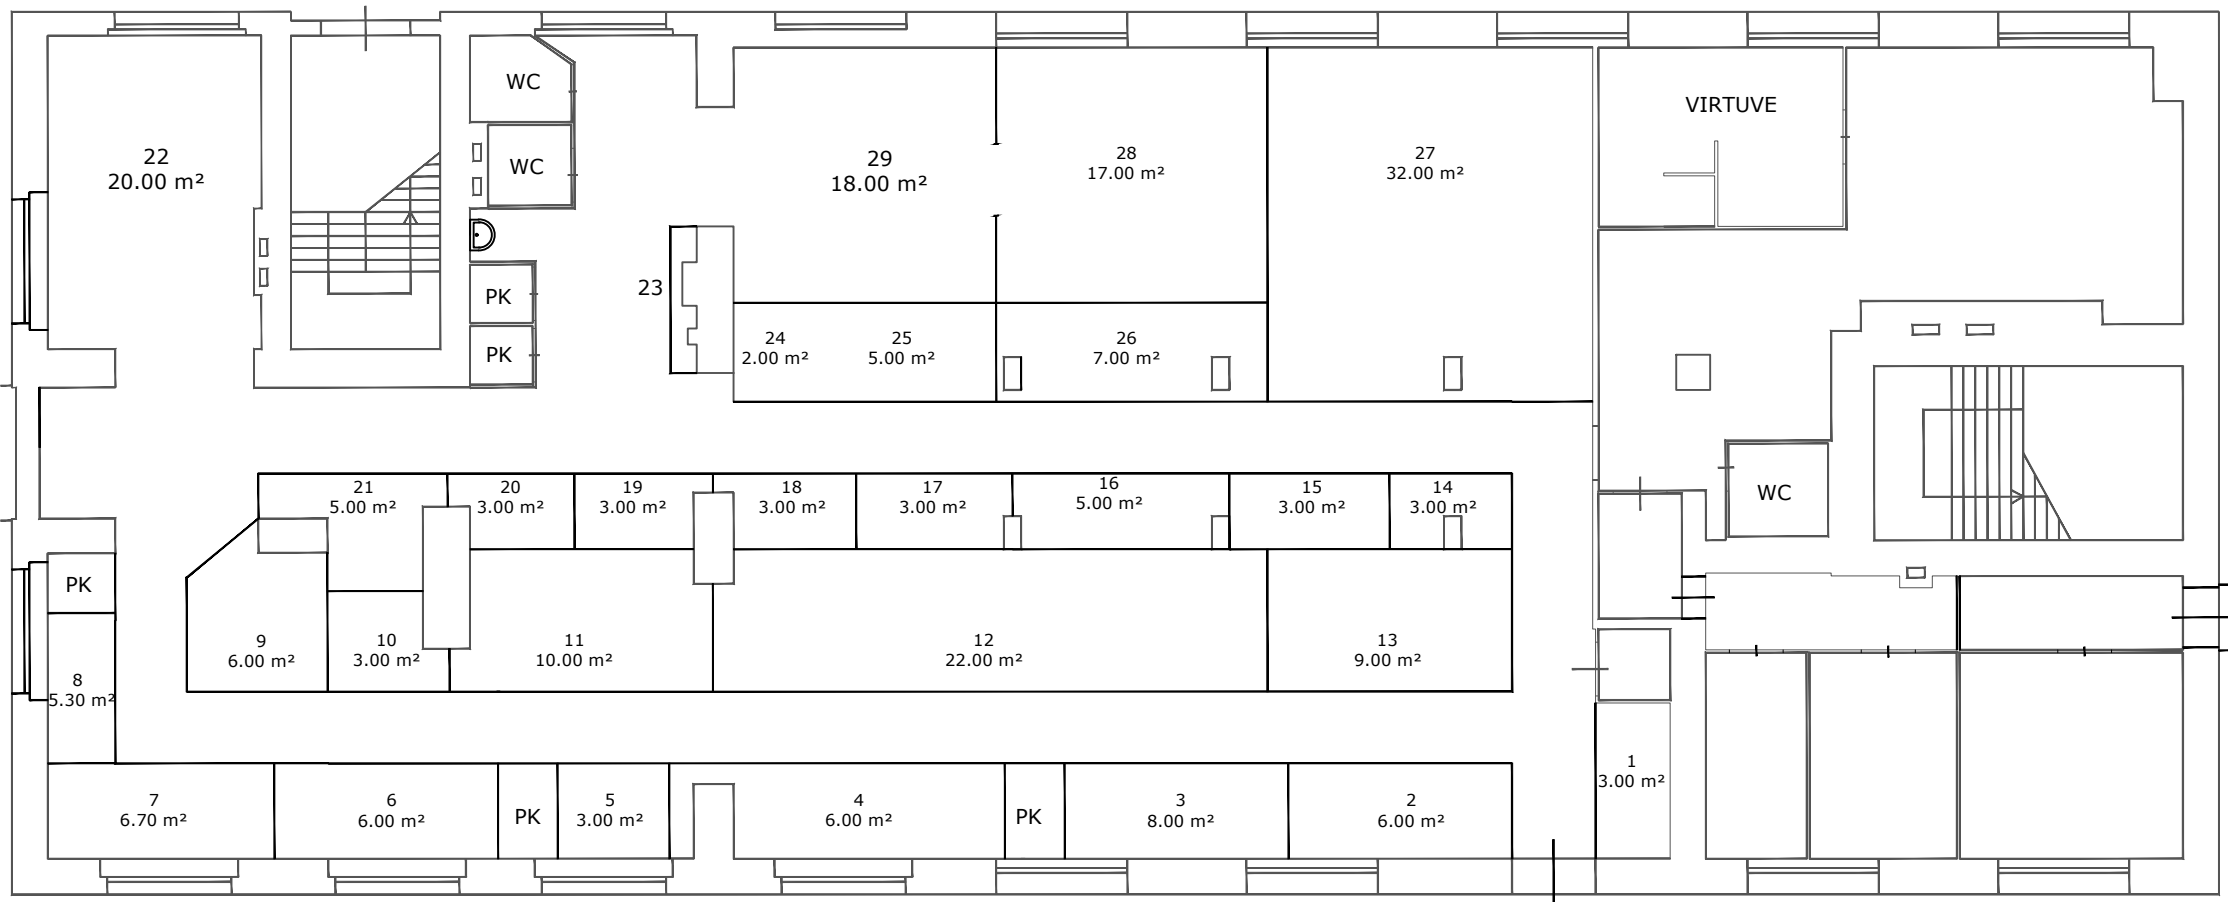 WC
VIRTUVE
22
20.00 m²
WC
29
18.00 m²
28
17.00 m²
27
32.00 m²
23
PK
PK
24
2.00 m²
25
5.00 m²
26
7.00 m²
21
5.00 m²
20
3.00 m²
19
3.00 m²
18
3.00 m²
17
3.00 m²
16
5.00 m²
15
3.00 m²
14
3.00 m²
WC
PK
9
6.00 m²
10
3.00 m²
11
10.00 m²
12
22.00 m²
13
9.00 m²
8
5.30 m²
7
6.70 m²
6
6.00 m²
PK
5
3.00 m²
4
6.00 m²
PK
3
8.00 m²
2
6.00 m²
1
3.00 m²